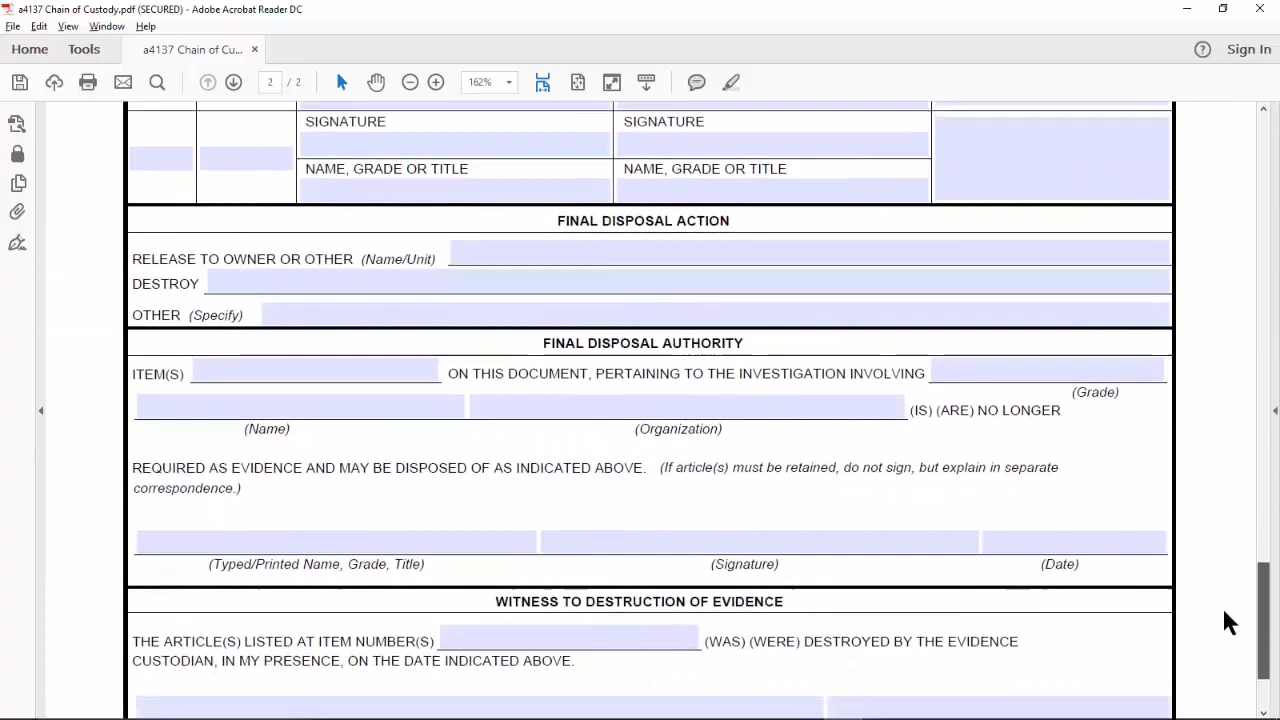 a4137 Chain of Custody.pdf (SECURED) - Adobe Acrobat Reader DC
File Edit View Window Help
Home Tools a4137 Chain of Cu... × Sign In
2 / 2 162%
SIGNATURE SIGNATURE
NAME, GRADE OR TITLE NAME, GRADE OR TITLE
FINAL DISPOSAL ACTION
RELEASE TO OWNER OR OTHER (Name/Unit)
DESTROY
OTHER (Specify)
FINAL DISPOSAL AUTHORITY
ITEM(S) ON THIS DOCUMENT, PERTAINING TO THE INVESTIGATION INVOLVING
(Grade)
(IS) (ARE) NO LONGER
(Name) (Organization)
REQUIRED AS EVIDENCE AND MAY BE DISPOSED OF AS INDICATED ABOVE. (If article(s) must be retained, do not sign, but explain in separate
correspondence.)
(Typed/Printed Name, Grade, Title) (Signature) (Date)
WITNESS TO DESTRUCTION OF EVIDENCE
THE ARTICLE(S) LISTED AT ITEM NUMBER(S) (WAS) (WERE) DESTROYED BY THE EVIDENCE
CUSTODIAN, IN MY PRESENCE, ON THE DATE INDICATED ABOVE.